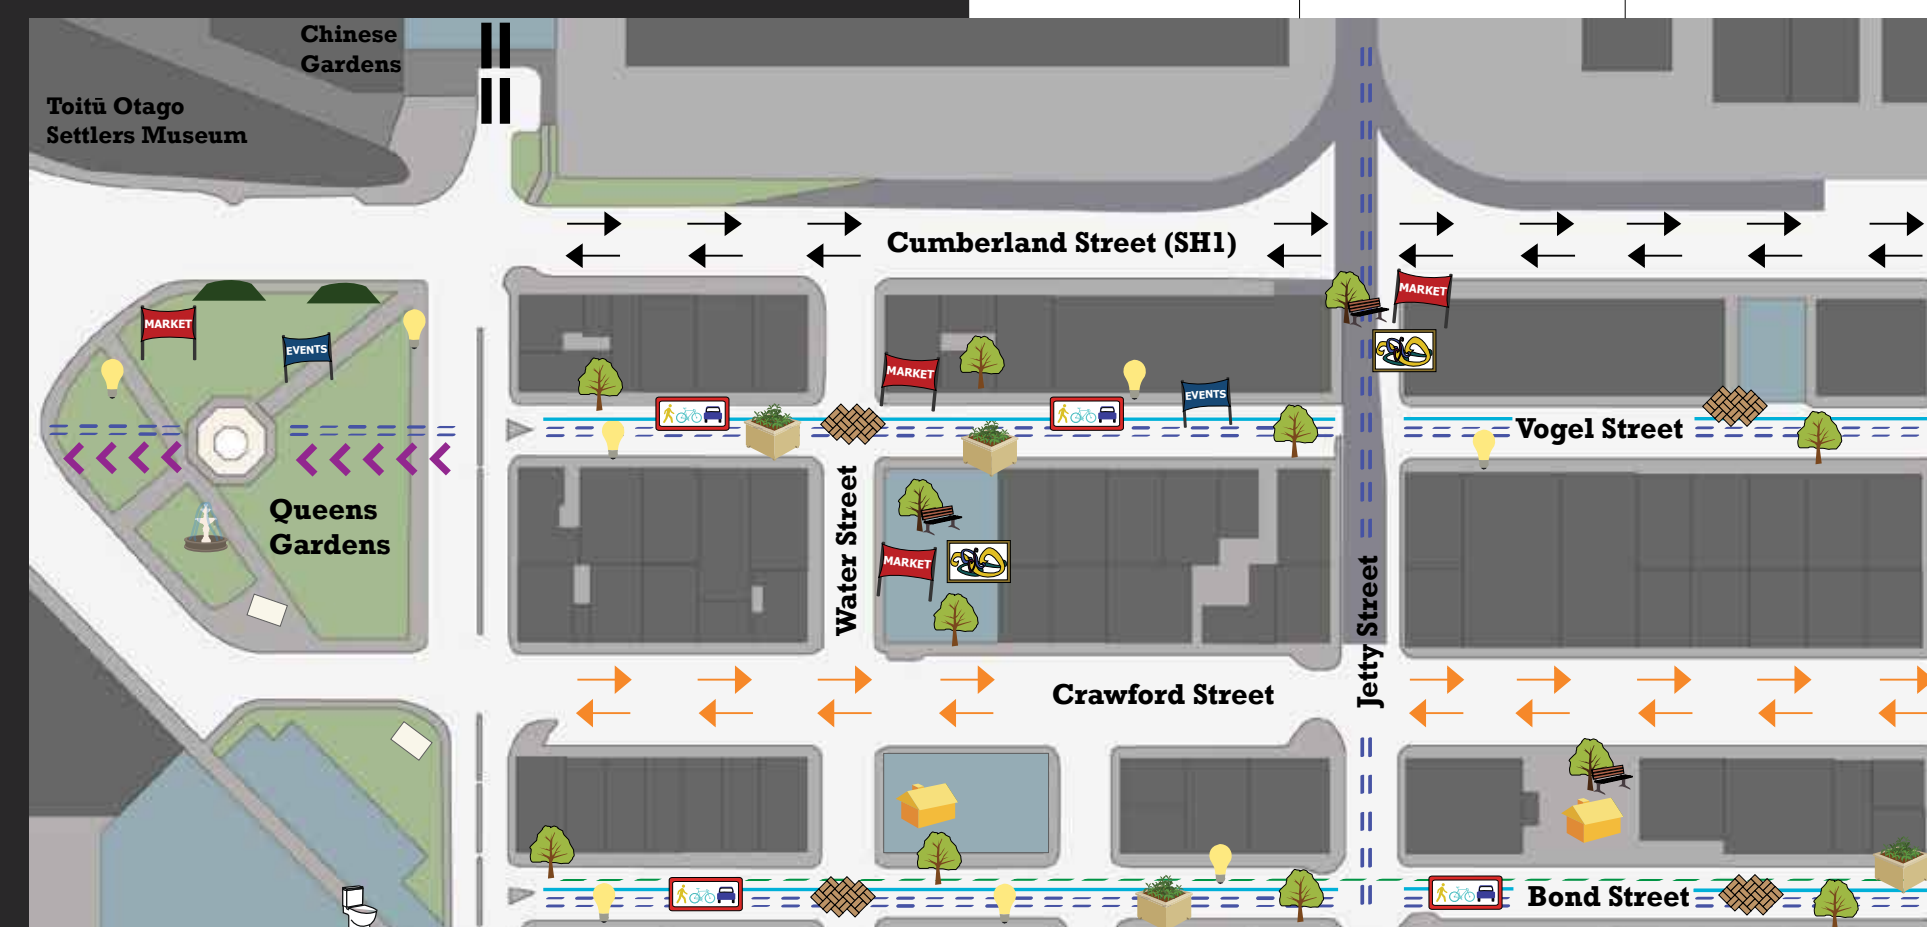 Chinese
Gardens
Toitū Otago
Settlers Museum
Cumberland Street (SH1)
MARKET
EVENTS
MARKET
MARKET
EVENTS
Vogel Street
Queens
Gardens
Water Street
MARKET
Jetty Street
Crawford Street
Bond Street